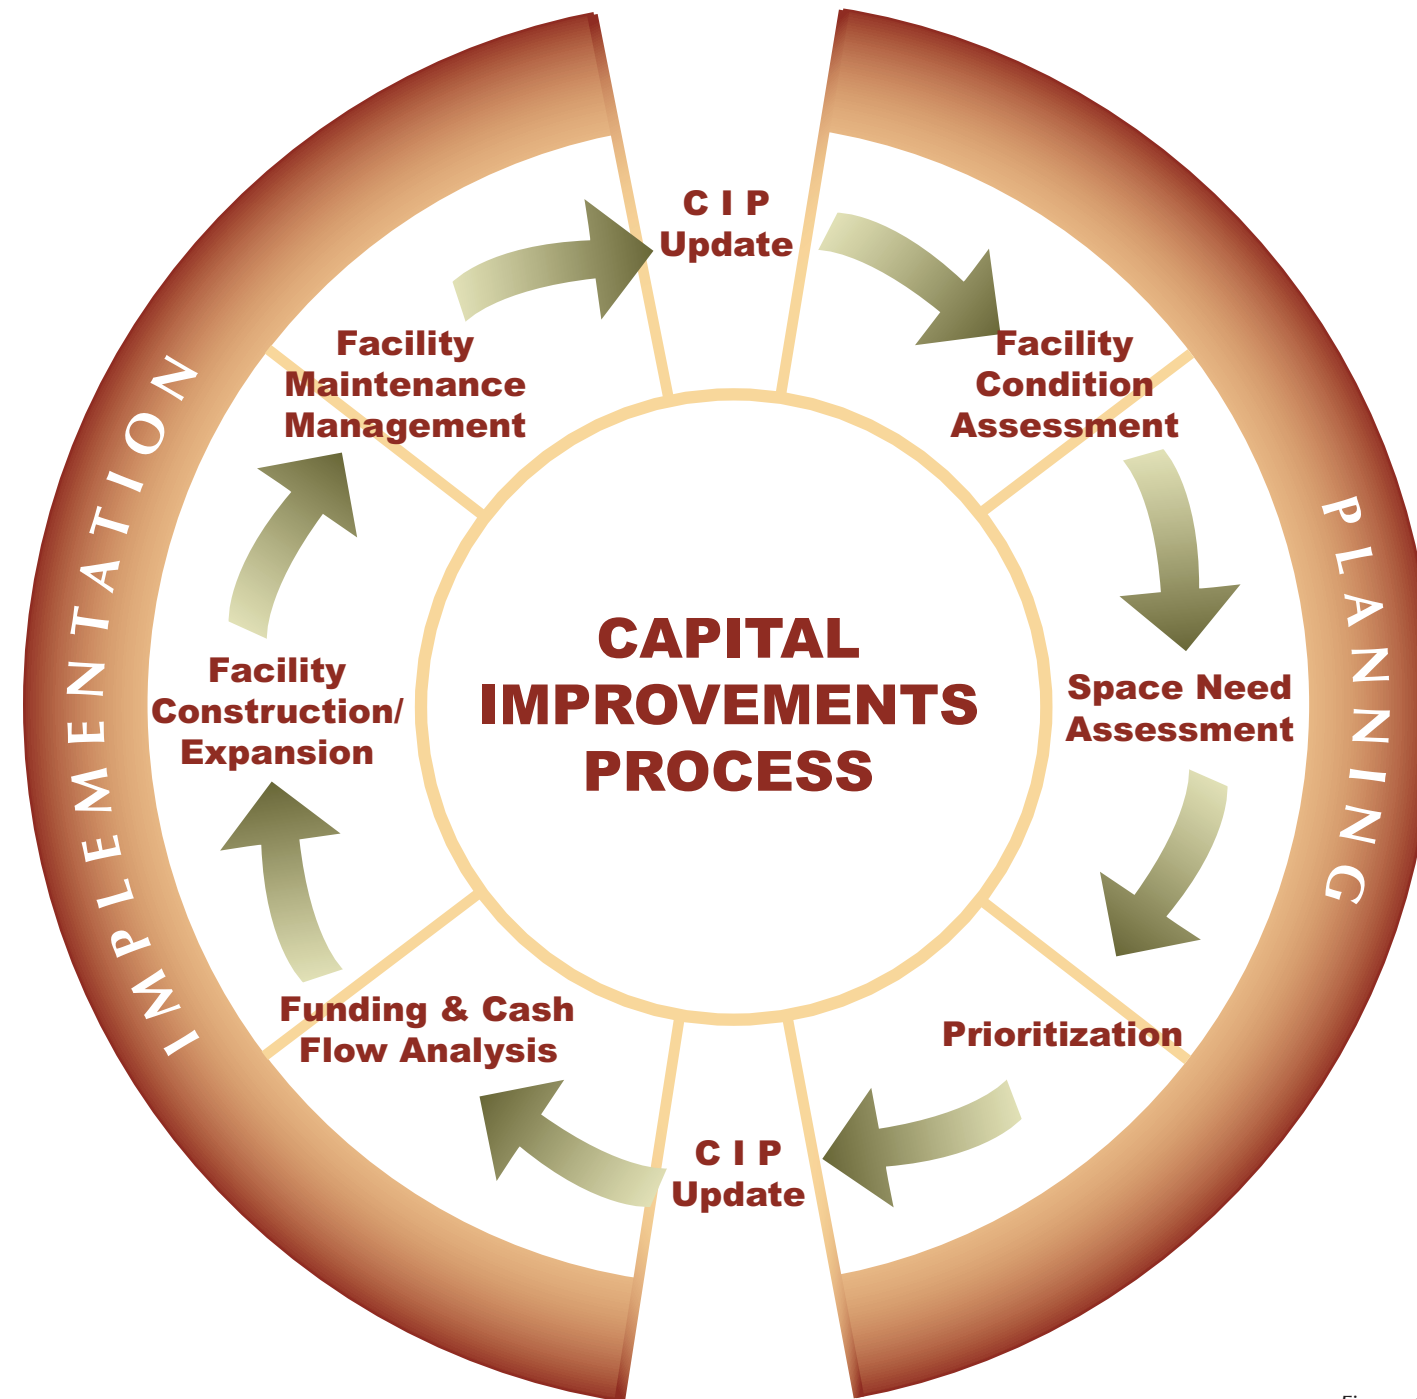 C I P
Update
Facility
Condition
Assessment
Space Need
Assessment
Prioritization
C I P
Update
Funding & Cash
Flow Analysis
Facility
Construction/
Expansion
Facility
Maintenance
Management
CAPITAL
IMPROVEMENTS
PROCESS
IMPLEMENTATION
PLANNING